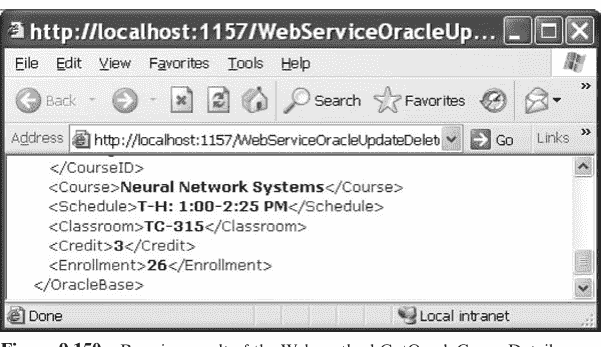 http://localhost:1157/WebServiceOracleUp...
File Edit View Favorites Tools Help
Back Search Favorites »
Address http://localhost:1157/WebServiceOracleUpdateDelet Go Links »
</CourseID>
<Course>Neural Network Systems</Course>
<Schedule>T-H: 1:00-2:25 PM</Schedule>
<Classroom>TC-315</Classroom>
<Credit>3</Credit>
<Enrollment>26</Enrollment>
</OracleBase>
Done Local intranet